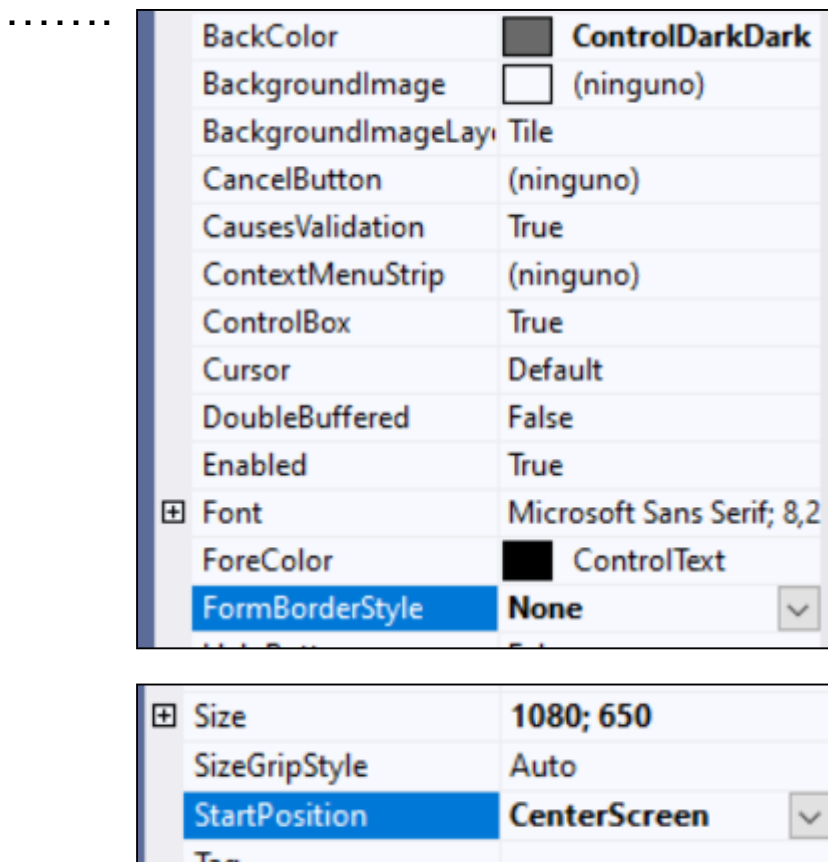 .......
BackColor ControlDarkDark
BackgroundImage (ninguno)
BackgroundImageLay Tile
CancelButton (ninguno)
CausesValidation True
ContextMenuStrip (ninguno)
ControlBox True
Cursor Default
DoubleBuffered False
Enabled True
Font Microsoft Sans Serif; 8,2
ForeColor ControlText
FormBorderStyle None
Size 1080; 650
SizeGripStyle Auto
StartPosition CenterScreen